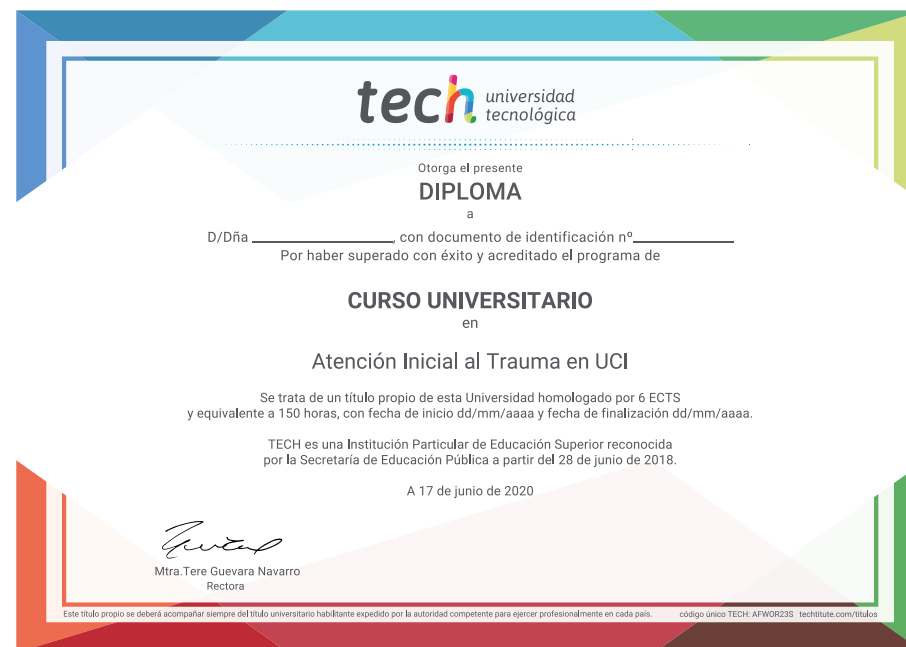 tech universidad
tecnológica
Otorga el presente
DIPLOMA
a
D/Dña ____________________, con documento de identificación nº______________
Por haber superado con éxito y acreditado el programa de
CURSO UNIVERSITARIO
en
Atención Inicial al Trauma en UCI
Se trata de un título propio de esta Universidad homologado por 6 ECTS
y equivalente a 150 horas, con fecha de inicio dd/mm/aaaa y fecha de finalización dd/mm/aaaa.
TECH es una Institución Particular de Educación Superior reconocida
por la Secretaría de Educación Pública a partir del 28 de junio de 2018.
A 17 de junio de 2020
Mtra.Tere Guevara Navarro
Rectora
Este título propio se deberá acompañar siempre del título universitario habilitante expedido por la autoridad competente para ejercer profesionalmente en cada país. código único TECH: AFWOR23S techtitute.com/titulos